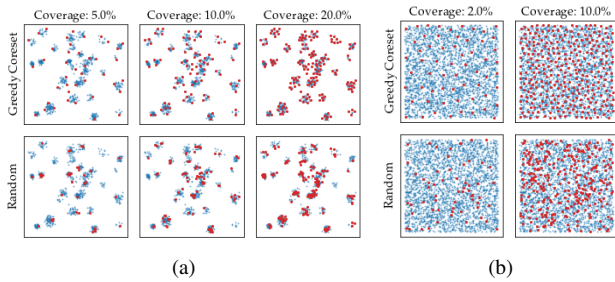 Coverage: 5.0% Coverage: 10.0% Coverage: 20.0%
Greedy Coreset
Random
(a)
Coverage: 2.0% Coverage: 10.0%
Greedy Coreset
Random
(b)